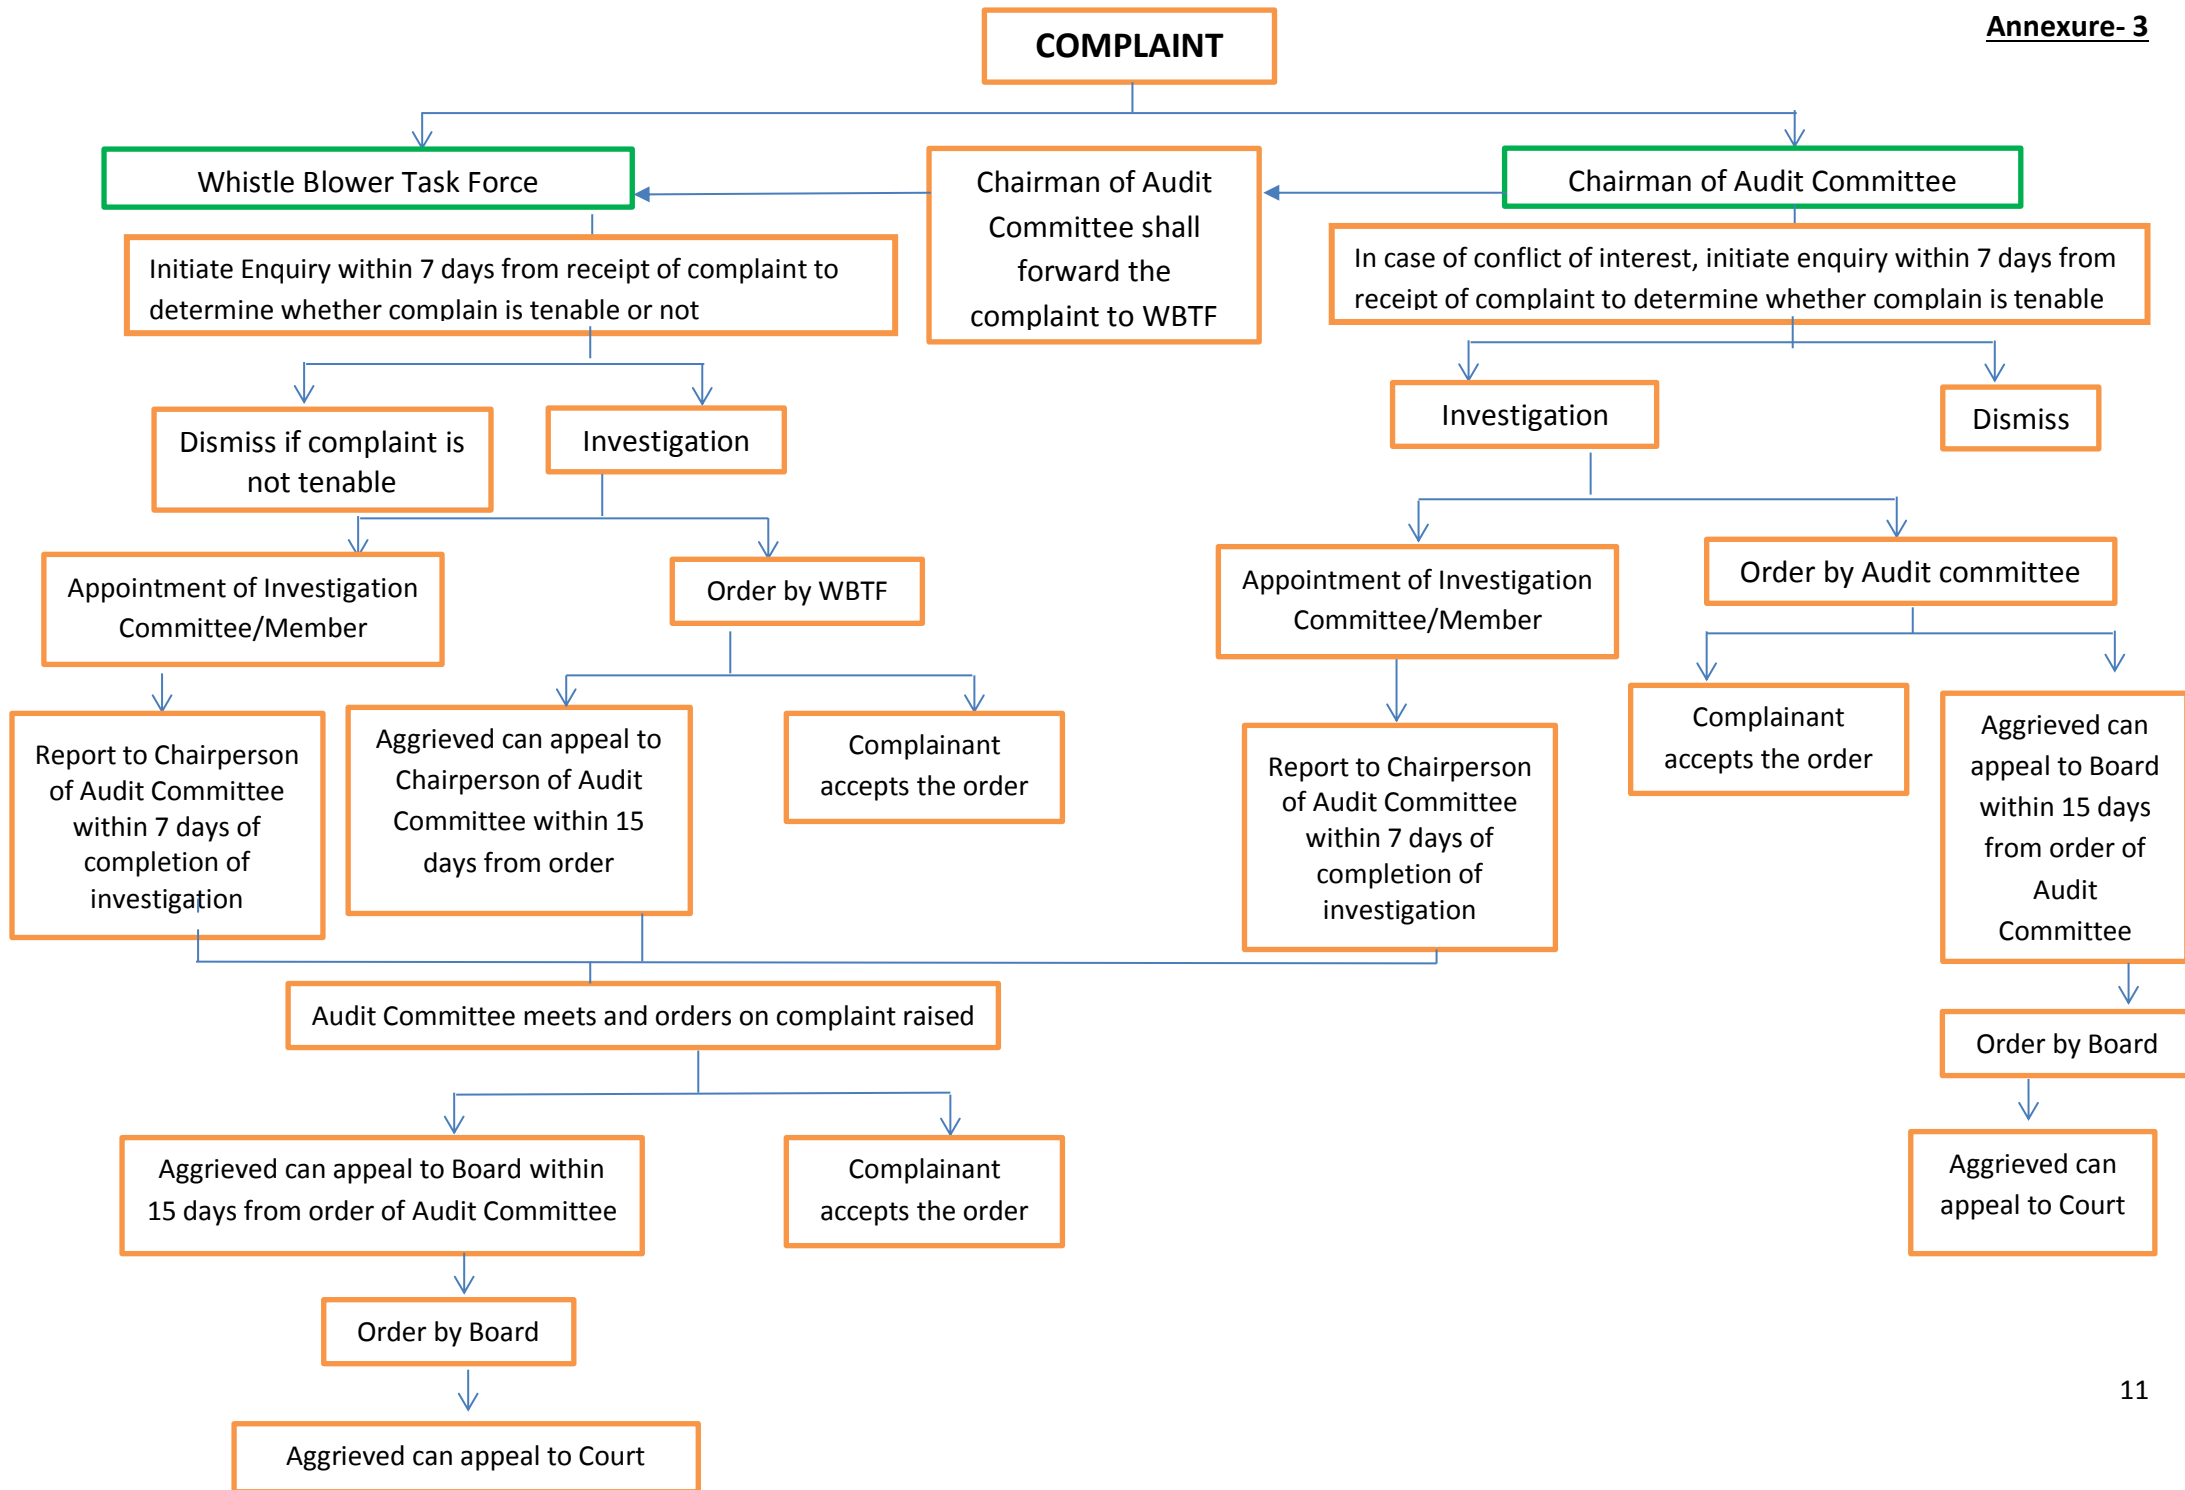 Annexure- 3
COMPLAINT
Whistle Blower Task Force
Chairman of Audit
Committee shall
forward the
complaint to WBTF
Chairman of Audit Committee
Initiate Enquiry within 7 days from receipt of complaint to
determine whether complain is tenable or not
In case of conflict of interest, initiate enquiry within 7 days from
receipt of complaint to determine whether complain is tenable
Dismiss if complaint is
not tenable
Investigation
Investigation
Dismiss
Appointment of Investigation
Committee/Member
Order by WBTF
Appointment of Investigation
Committee/Member
Order by Audit committee
Report to Chairperson
of Audit Committee
within 7 days of
completion of
investigation
Aggrieved can appeal to
Chairperson of Audit
Committee within 15
days from order
Complainant
accepts the order
Report to Chairperson
of Audit Committee
within 7 days of
completion of
investigation
Complainant
accepts the order
Aggrieved can
appeal to Board
within 15 days
from order of
Audit
Committee
Audit Committee meets and orders on complaint raised
Order by Board
Aggrieved can appeal to Board within
15 days from order of Audit Committee
Complainant
accepts the order
Aggrieved can
appeal to Court
Order by Board
Aggrieved can appeal to Court
11